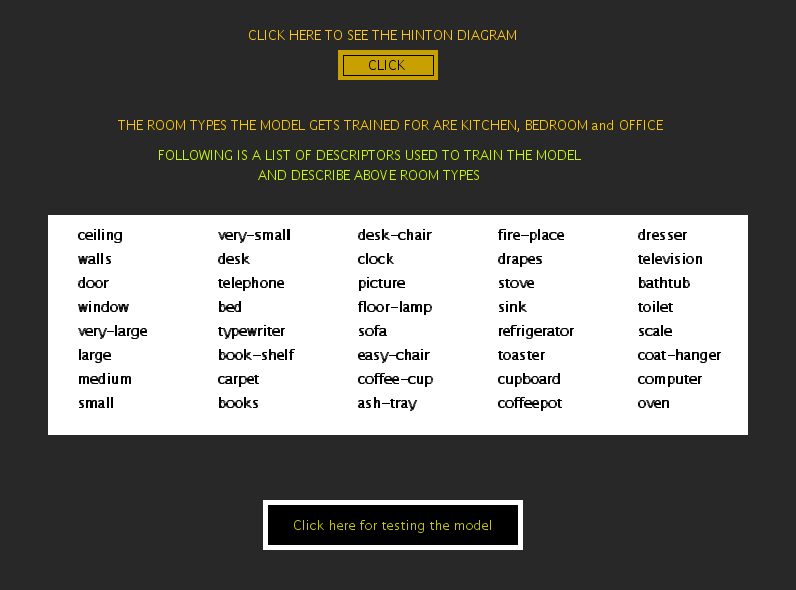 CLICK HERE TO SEE THE HINTON DIAGRAM
CLICK
THE ROOM TYPES THE MODEL GETS TRAINED FOR ARE KITCHEN, BEDROOM and OFFICE
FOLLOWING IS A LIST OF DESCRIPTORS USED TO TRAIN THE MODEL
AND DESCRIBE ABOVE ROOM TYPES
ceiling very-small desk-chair fire-place dresser
walls desk clock drapes television
door telephone picture stove bathtub
window bed floor-lamp sink toilet
very-large typewriter sofa refrigerator scale
large book-shelf easy-chair toaster coat-hanger
medium carpet coffee-cup cupboard computer
small books ash-tray coffeepot oven
Click here for testing the model